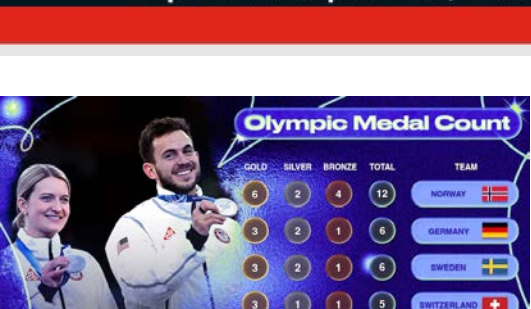 Olympic Medal Count
GOLD SILVER BRONZE TOTAL TEAM
6 2 4 12 NORWAY
3 2 1 6 GERMANY
3 2 1 6 SWEDEN
3 1 1 5 SWITZERLAND